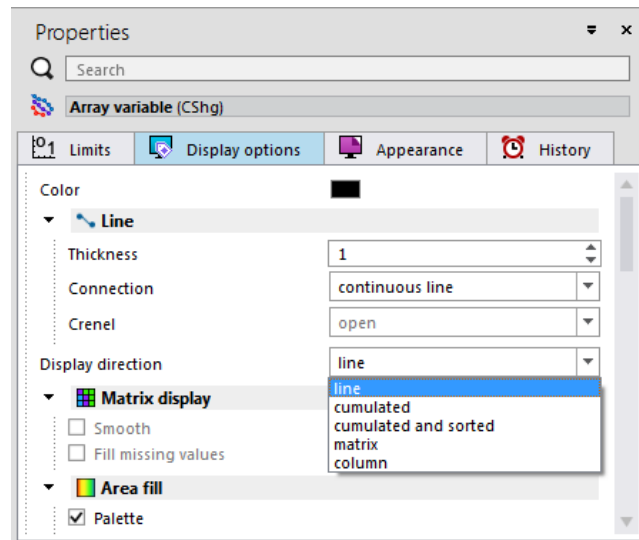 Properties
Search
Array variable (CShg)
Limits Display options Appearance History
Color
Line
Thickness 1
Connection continuous line
Crenel open
Display direction line
line
Matrix display
cumulated
Smooth cumulated and sorted
matrix
Fill missing values
column
Area fill
Palette